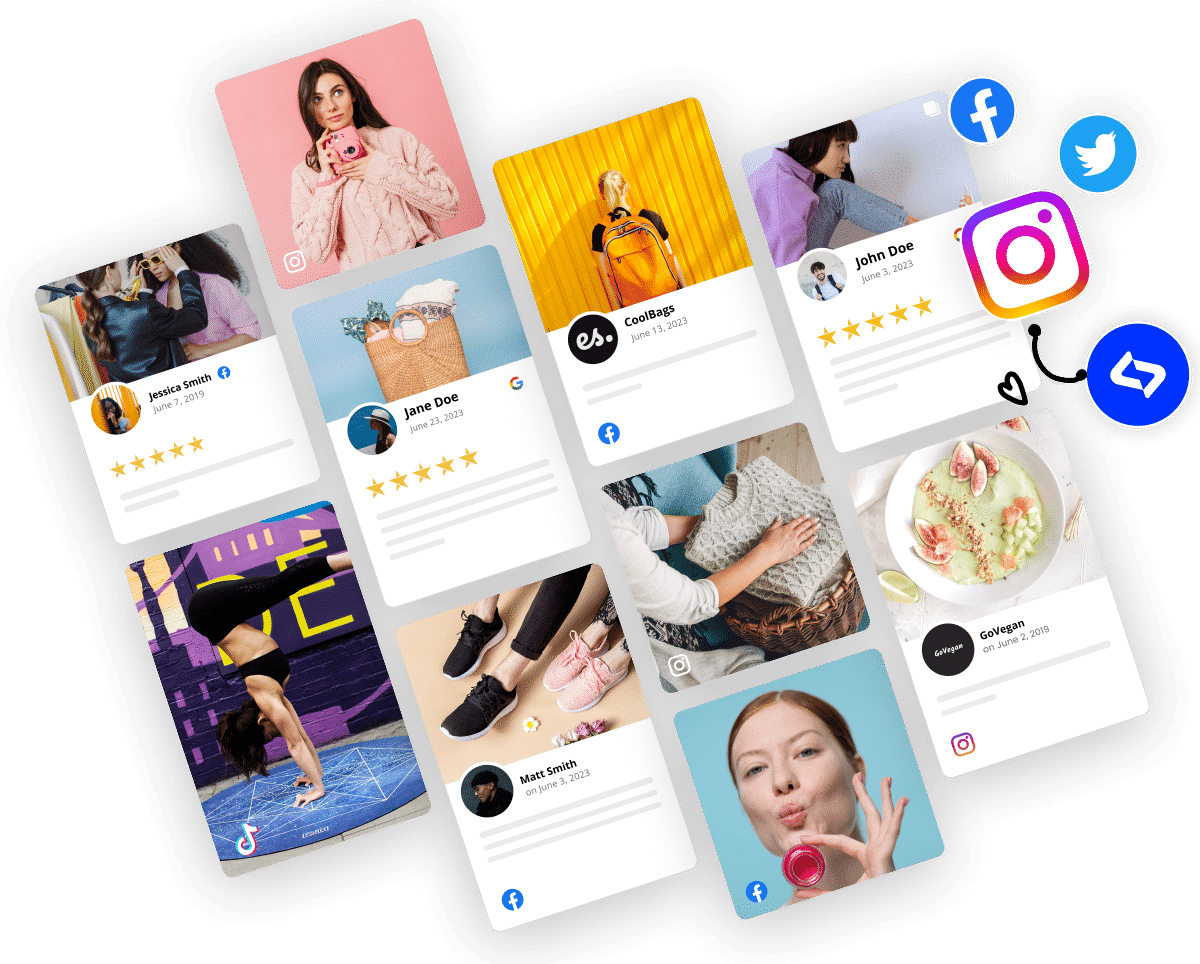 Jessica Smith
June 7, 2019
Jane Doe
June 23, 2023
es.
CoolBags
June 13, 2023
John Doe
June 3, 2023
DE
Matt Smith
on June 3, 2023
GoVegan
GoVegan
on June 2, 2019